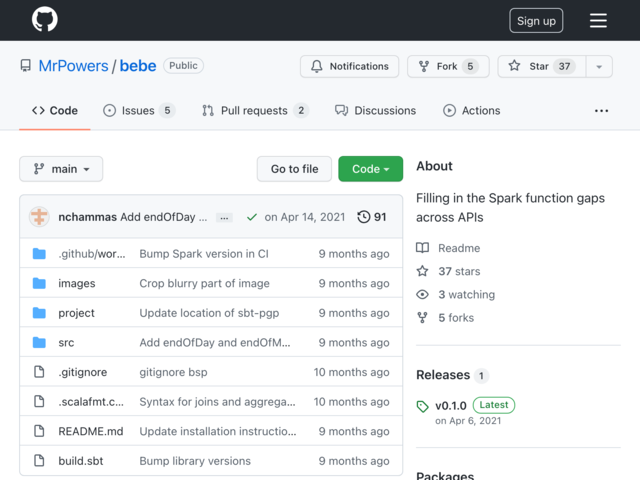 Sign up
MrPowers / bebe Public
Notifications
Fork 5
Star 37
Code
Issues 5
Pull requests 2
Discussions
Actions
main
Go to file
Code
nchammas Add endOfDay ... ... on Apr 14, 2021 91
.github/wor... Bump Spark version in CI 9 months ago
images Crop blurry part of image 9 months ago
project Update location of sbt-pgp 9 months ago
src Add endOfDay and endOfM... 9 months ago
.gitignore gitignore bsp 10 months ago
.scalafmt.c... Syntax for joins and aggrega... 10 months ago
README.md Update installation instructio... 9 months ago
build.sbt Bump library versions 9 months ago
About
Filling in the Spark function gaps
across APIs
Readme
37 stars
3 watching
5 forks
Releases 1
v0.1.0 Latest
on Apr 6, 2021
Packages